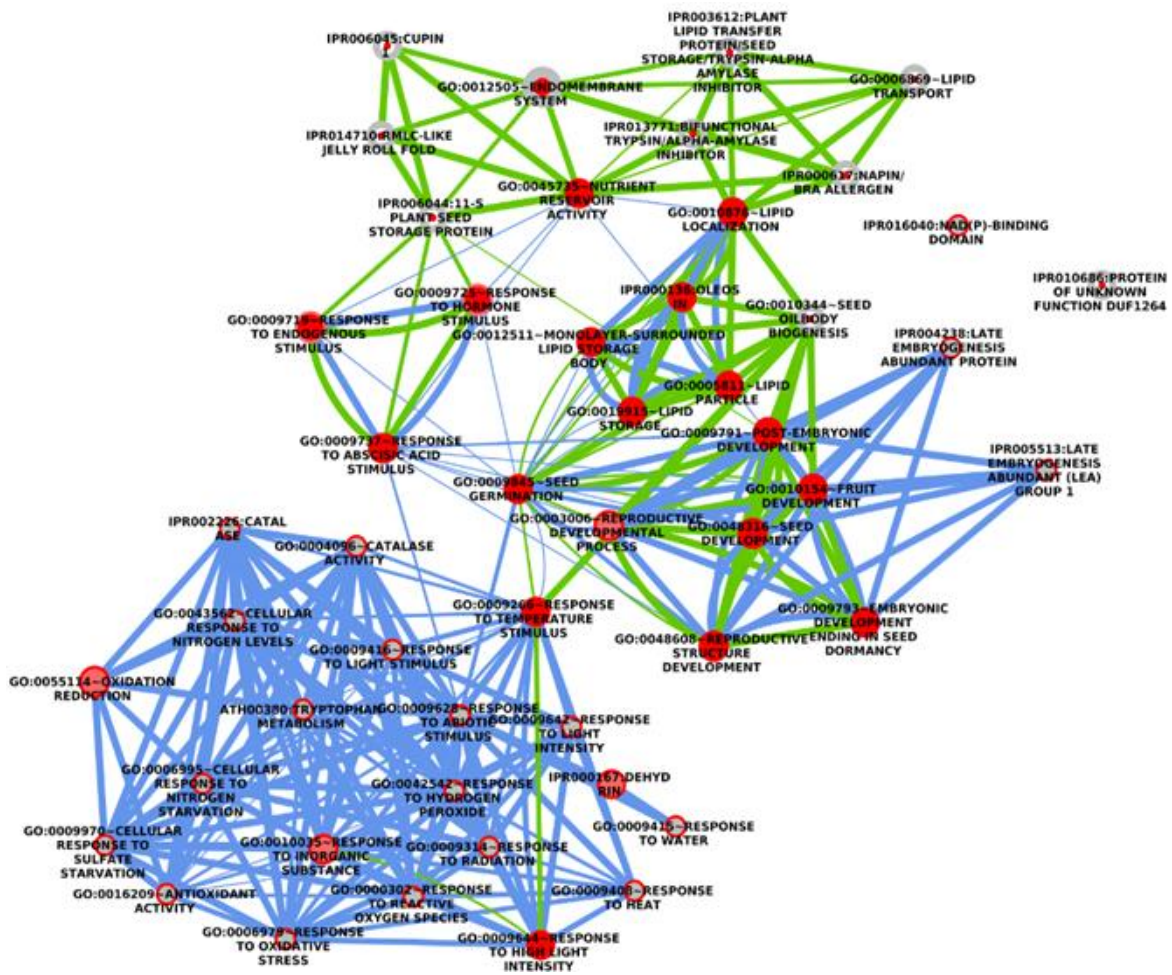 IPR006045:CUPIN
1
IPR003612:PLANT
LIPID TRANSFER
PROTEIN/SEED
STORAGE/TRYPSIN-ALPHA
AMYLASE
INHIBITOR
GO:0012505~ENDOMEMBRANE
SYSTEM
GO:0006869~LIPID
TRANSPORT
IPR014710:RMLC-LIKE
JELLY ROLL FOLD
IPR013771:BIFUNCTIONAL
TRYPSIN/ALPHA-AMYLASE
INHIBITOR
IPR000617:NAPIN/
BRA ALLERGEN
GO:0045735~NUTRIENT
RESERVOIR
ACTIVITY
IPR006044:11-S
PLANT SEED
STORAGE PROTEIN
GO:0010876~LIPID
LOCALIZATION
IPR016040:NAD(P)-BINDING
DOMAIN
IPR010686:PROTEIN
OF UNKNOWN
FUNCTION DUF1264
GO:0009725~RESPONSE
TO HORMONE
STIMULUS
IPR000136:OLEOS
IN
GO:0010344~SEED
OILBODY
BIOGENESIS
GO:0009719~RESPONSE
TO ENDOGENOUS
STIMULUS
GO:0012511~MONOLAYER-SURROUNDED
LIPID STORAGE
BODY
IPR004238:LATE
EMBRYOGENESIS
ABUNDANT PROTEIN
GO:0005811~LIPID
PARTICLE
GO:0019915~LIPID
STORAGE
GO:0009737~RESPONSE
TO ABSCISIC ACID
STIMULUS
GO:0009791~POST-EMBRYONIC
DEVELOPMENT
IPR005513:LATE
EMBRYOGENESIS
ABUNDANT (LEA)
GROUP 1
GO:0009845~SEED
GERMINATION
GO:0010154~FRUIT
DEVELOPMENT
GO:0003006~REPRODUCTIVE
DEVELOPMENTAL
PROCESS
GO:0048316~SEED
DEVELOPMENT
IPR002226:CATAL
ASE
GO:0004096~CATALASE
ACTIVITY
GO:0043562~CELLULAR
RESPONSE TO
NITROGEN LEVELS
GO:0009266~RESPONSE
TO TEMPERATURE
STIMULUS
GO:0009793~EMBRYONIC
DEVELOPMENT
ENDING IN SEED
DORMANCY
GO:0048608~REPRODUCTIVE
STRUCTURE
DEVELOPMENT
GO:0009416~RESPONSE
TO LIGHT STIMULUS
GO:0055114~OXIDATION
REDUCTION
ATH00380:TRYPTOPHAN
METABOLISM
GO:0009628~RESPONSE
TO ABIOTIC
STIMULUS
GO:0009642~RESPONSE
TO LIGHT
INTENSITY
GO:0006995~CELLULAR
RESPONSE TO
NITROGEN
STARVATION
GO:0042542~RESPONSE
TO HYDROGEN
PEROXIDE
IPR000167:DEHYD
RIN
GO:0009415~RESPONSE
TO WATER
GO:0009970~CELLULAR
RESPONSE TO
SULFATE
STARVATION
GO:0010035~RESPONSE
TO INORGANIC
SUBSTANCE
GO:0009314~RESPONSE
TO RADIATION
GO:0016209~ANTIOXIDANT
ACTIVITY
GO:0000302~RESPONSE
TO REACTIVE
OXYGEN SPECIES
GO:0009408~RESPONSE
TO HEAT
GO:0006979~RESPONSE
TO OXIDATIVE
STRESS
GO:0009644~RESPONSE
TO HIGH LIGHT
INTENSITY